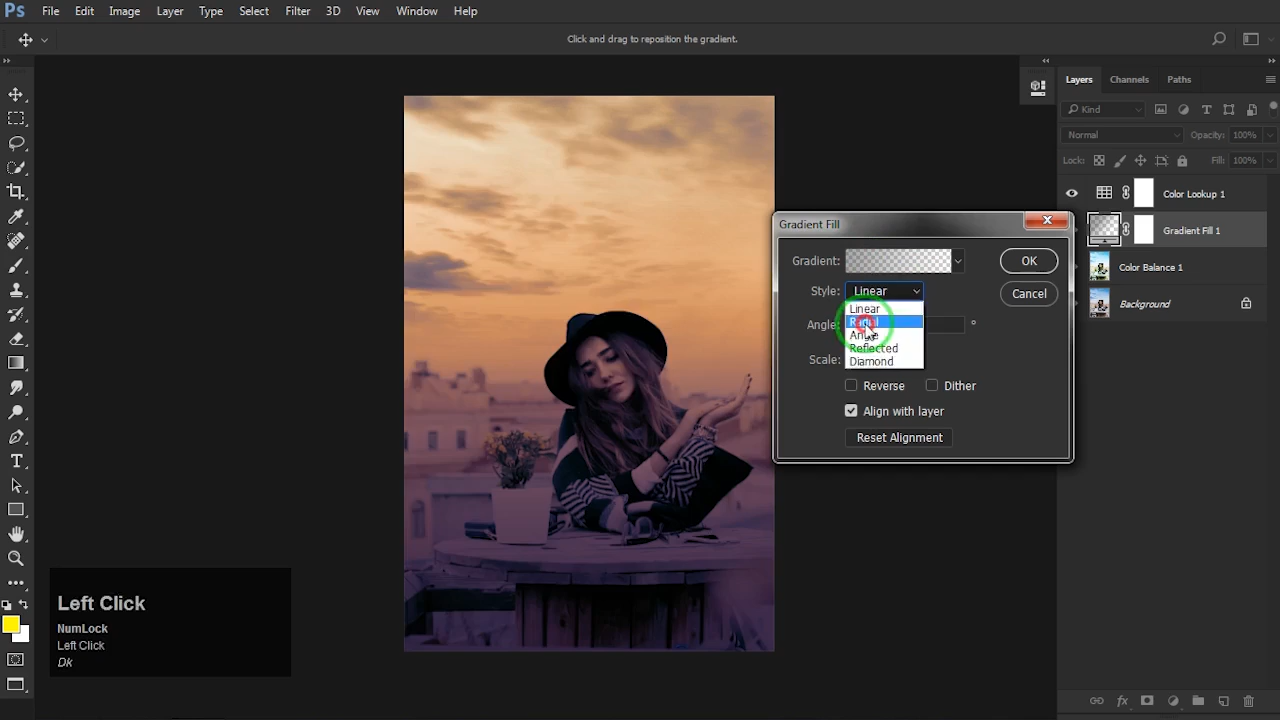 Ps File Edit Image Layer Type Select Filter 3D View Window Help
Click and drag to reposition the gradient.
Layers Channels Paths
Kind
Normal Opacity: 100%
Lock: Fill: 100%
Color Lookup 1
Gradient Fill 1
Color Balance 1
Background
Gradient Fill
Gradient: OK
Style: Linear Cancel
Linear
Radial
Angle
Reflected
Diamond
Angle: °
Scale:
Reverse Dither
Align with layer
Reset Alignment
Left Click
NumLock
Left Click
Dk